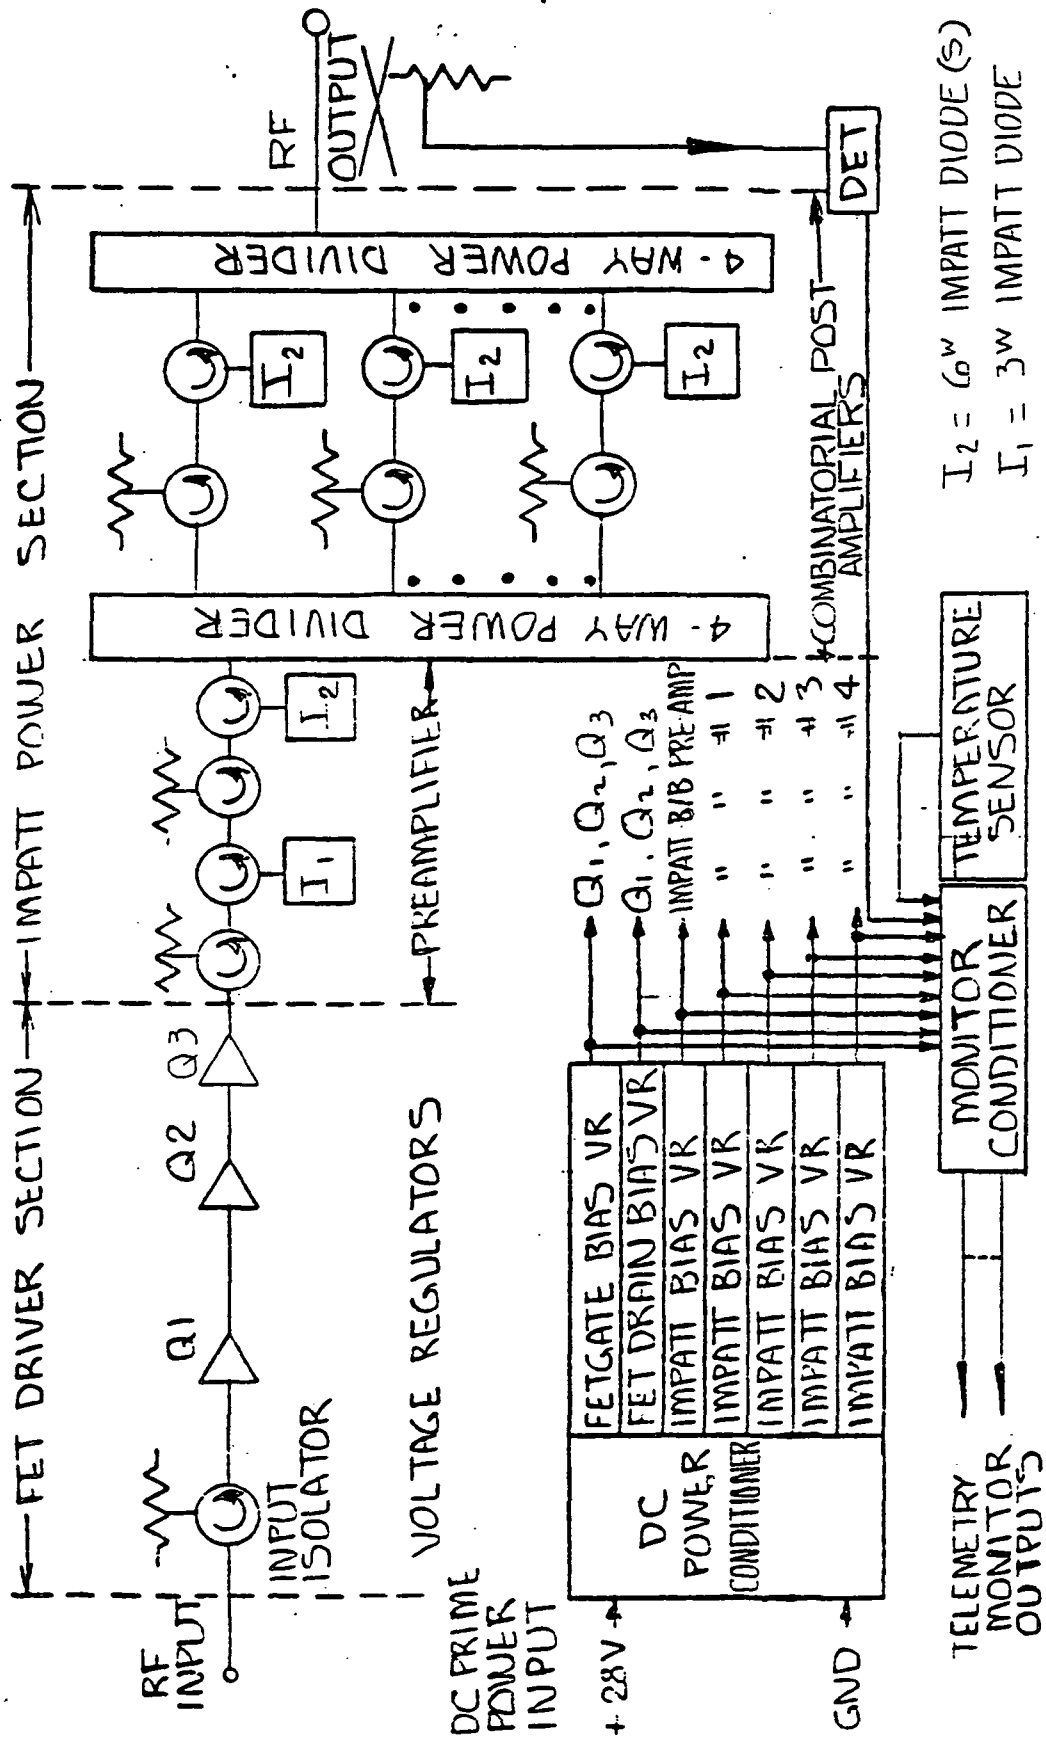 FET DRIVER SECTION
IMPATT POWER SECTION
RF
INPUT
INPUT
ISOLATOR
Q1
Q2
Q3
I1
I2
PREAMPLIFIER
4-WAY POWER DIVIDER
I2
I2
I2
4-WAY POWER DIVIDER
RF
OUTPUT
VOLTAGE REGULATORS
DC PRIME
POWER
INPUT
+28V
GND
DC
POWER
CONDITIONER
FETGATE BIAS VR
FET DRAIN BIAS VR
IMPATT BIAS VR
IMPATT BIAS VR
IMPATT BIAS VR
IMPATT BIAS VR
IMPATT BIAS VR
Q1, Q2, Q3
Q1, Q2, Q3
IMPATT B/B PRE-AMP
" " #1
" " #2
" " #3
" " #4
COMBINATORIAL POST
AMPLIFIERS
DET
TELEMETRY
MONITOR
OUTPUTS
MONITOR
CONDITIONER
TEMPERATURE
SENSOR
I2 = 6W IMPATT DIODE(S)
I1 = 3W IMPATT DIODE